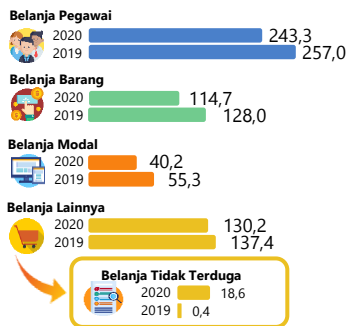 Belanja Pegawai
2020 243,3
2019 257,0
Belanja Barang
2020 114,7
2019 128,0
Belanja Modal
2020 40,2
2019 55,3
Belanja Lainnya
2020 130,2
2019 137,4
Belanja Tidak Terduga
2020 18,6
2019 0,4